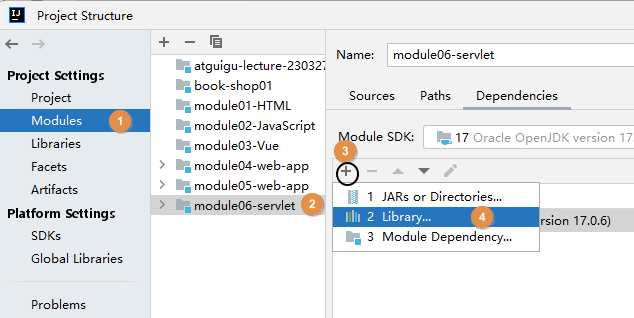 Project Structure
Project Settings
Project
Modules
1
Libraries
Facets
Artifacts
Platform Settings
SDKs
Global Libraries
Problems
atguigu-lecture-230327
book-shop01
module01-HTML
module02-JavaScript
module03-Vue
module04-web-app
module05-web-app
module06-servlet
2
Name: module06-servlet
Sources Paths Dependencies
Module SDK: 17 Oracle OpenJDK version 17
3
1 JARs or Directories...
2 Library...
4
3 Module Dependency...
version 17.0.6)